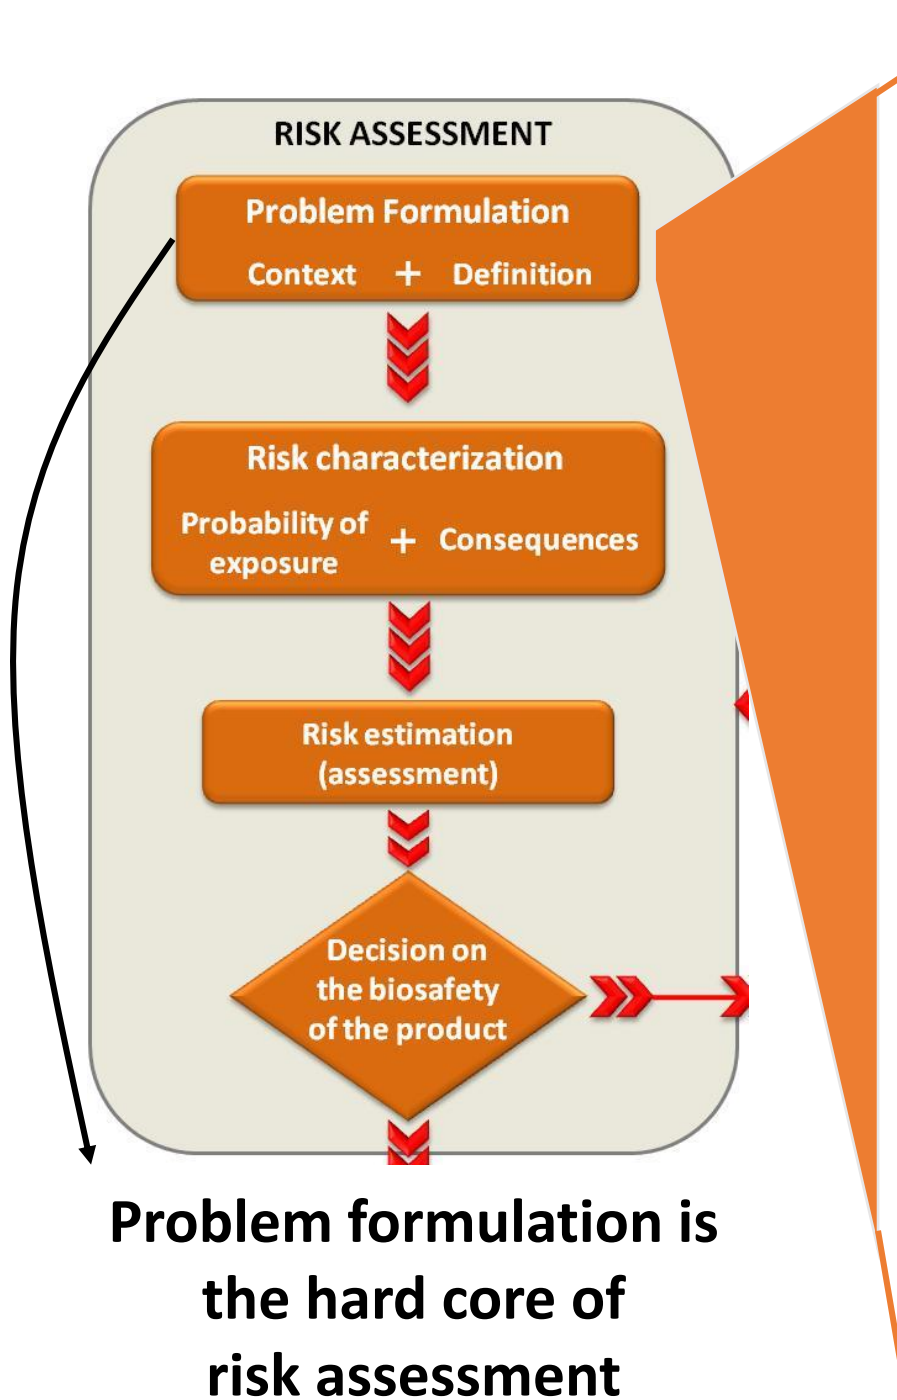 RISK ASSESSMENT
Problem Formulation
Context + Definition
Risk characterization
Probability of
exposure
+
Consequences
Risk estimation
(assessment)
Decision on
the biosafety
of the product
Problem formulation is
the hard core of
risk assessment